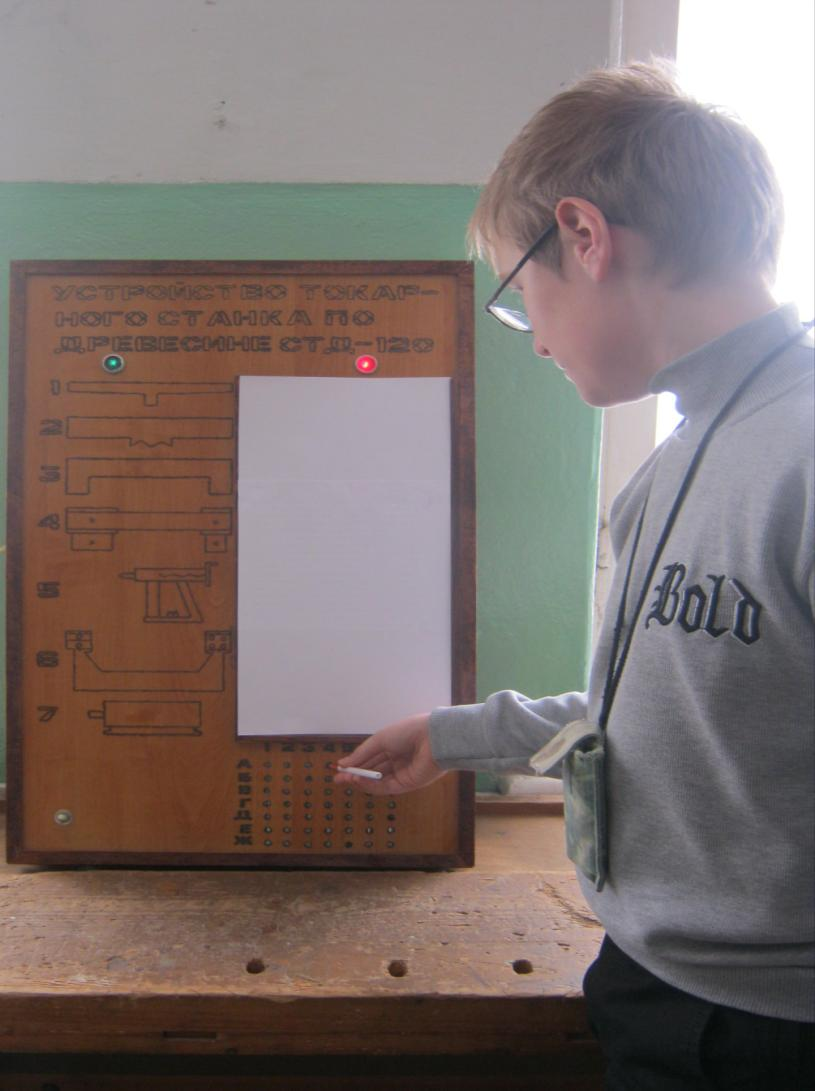 УСТРОЙСТВО ТОКАР-
НОГО СТАНКА ПО
ДРЕВЕСИНЕ СТД-120
1
2
3
4
5
6
7
1 2 3 4
А
Б
В
Г
Д
Е
Ж
Bold